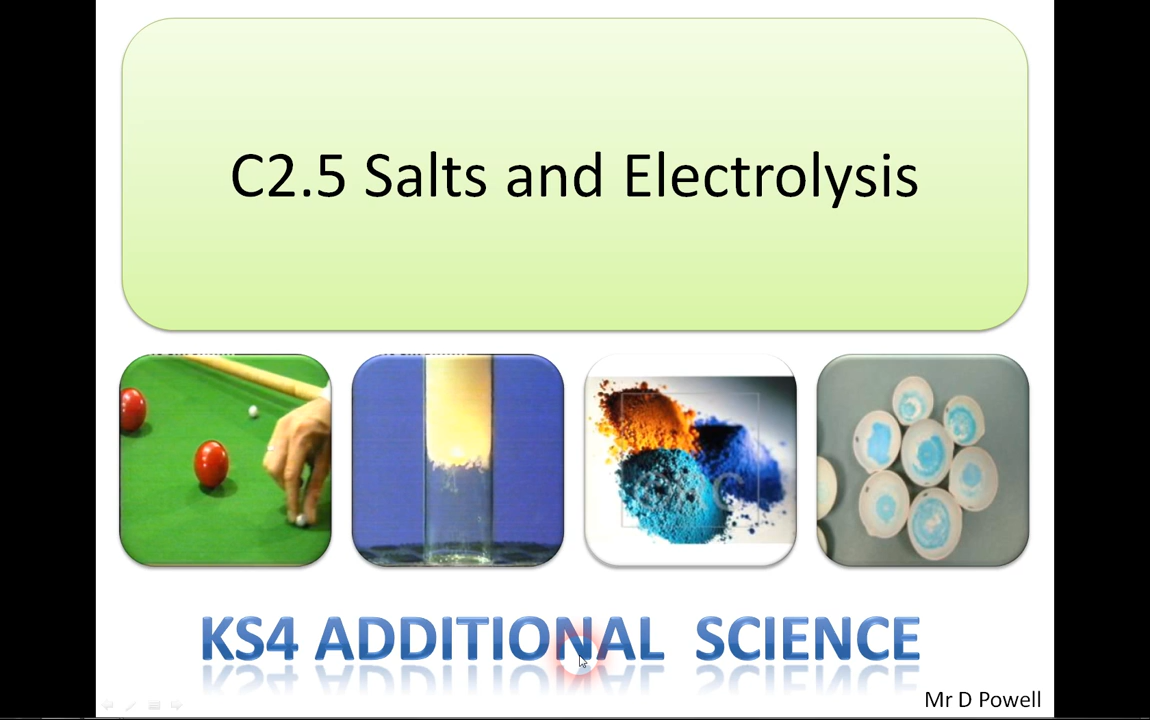 C2.5 Salts and Electrolysis
KS4 ADDITIONAL SCIENCE
Mr D Powell